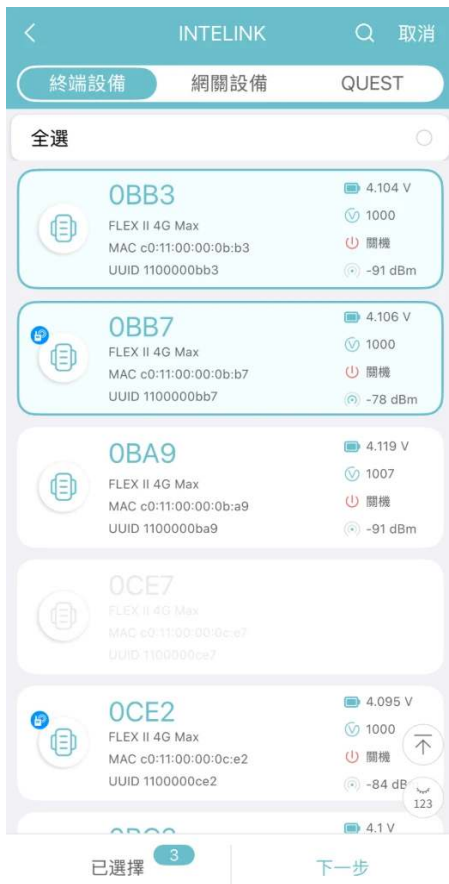 INTELINK
取消
終端設備
網關設備
QUEST
全選
0BB3
FLEX II 4G Max
MAC c0:11:00:00:0b:b3
UUID 1100000bb3
4.104 V
1000
關機
-91 dBm
0BB7
FLEX II 4G Max
MAC c0:11:00:00:0b:b7
UUID 1100000bb7
4.106 V
1000
關機
-78 dBm
0BA9
FLEX II 4G Max
MAC c0:11:00:00:0b:a9
UUID 1100000ba9
4.119 V
1007
關機
-91 dBm
0CE7
FLEX II 4G Max
MAC c0:11:00:00:0c:e7
UUID 1100000ce7
0CE2
FLEX II 4G Max
MAC c0:11:00:00:0c:e2
UUID 1100000ce2
4.095 V
1000
關機
-84 dB
123
4.1 V
已選擇
3
下一步